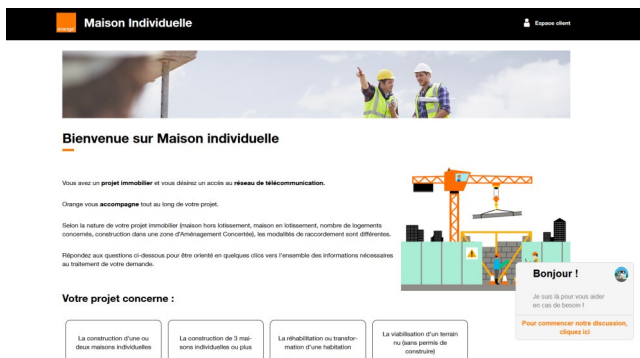 orange
Maison Individuelle
Espace client
Bienvenue sur Maison individuelle
Vous avez un projet immobilier et vous désirez un accès au réseau de télécommunication.
Orange vous accompagne tout au long de votre projet.
Selon la nature de votre projet immobilier (maison hors lotissement, maison en lotissement, nombre de logements
concernés, construction dans une zone d'Aménagement Concertée), les modalités de raccordement sont différentes.
Répondez aux questions ci-dessous pour être orienté en quelques clics vers l'ensemble des informations nécessaires
au traitement de votre demande.
Bonjour !
Je suis là pour vous aider
en cas de besoin !
Pour commencer notre discussion,
cliquez ici
Votre projet concerne :
La construction d'une ou
deux maisons individuelles
La construction de 3 mai-
sons individuelles ou plus
La réhabilitation ou transfor-
mation d'une habitation
La viabilisation d'un terrain
nu (sans permis de
construire)